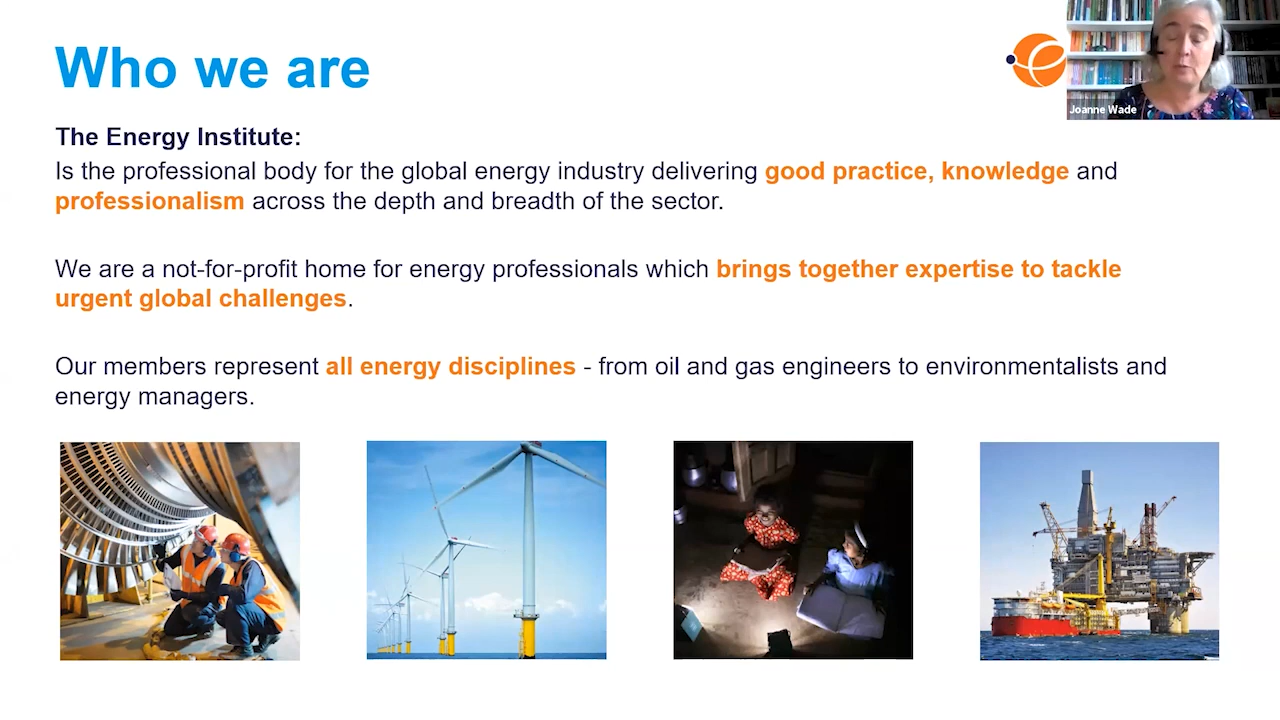 Who we are
Joanne Wade
The Energy Institute:
Is the professional body for the global energy industry delivering good practice, knowledge and
professionalism across the depth and breadth of the sector.
We are a not-for-profit home for energy professionals which brings together expertise to tackle
urgent global challenges.
Our members represent all energy disciplines - from oil and gas engineers to environmentalists and
energy managers.